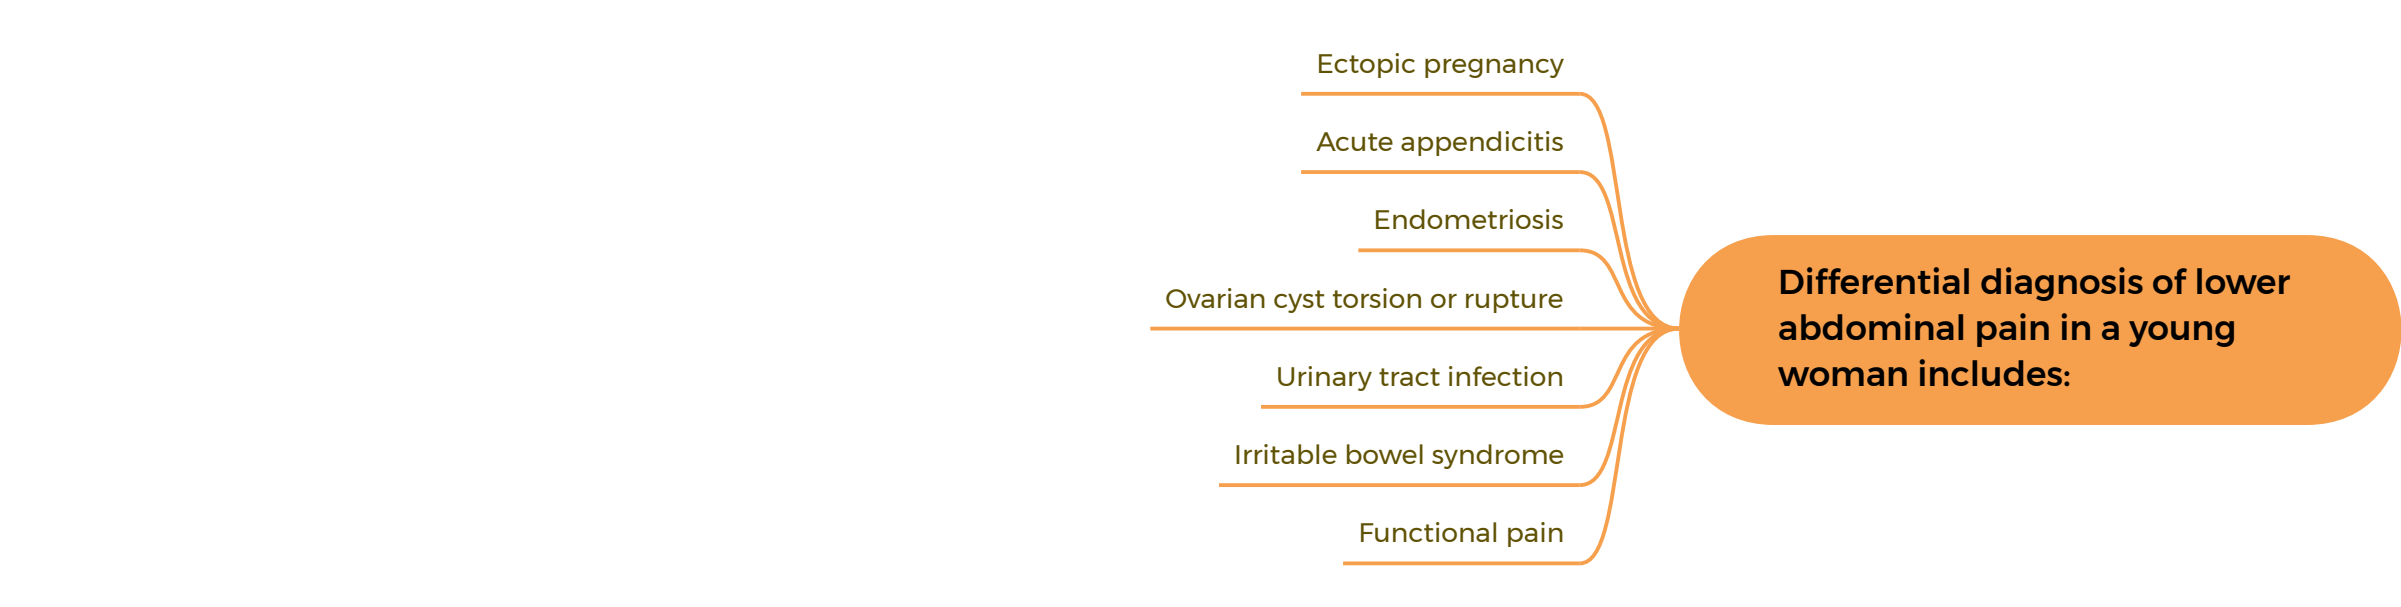 Ectopic pregnancy
Acute appendicitis
Endometriosis
Ovarian cyst torsion or rupture
Urinary tract infection
Irritable bowel syndrome
Functional pain
Differential diagnosis of lower
abdominal pain in a young
woman includes: